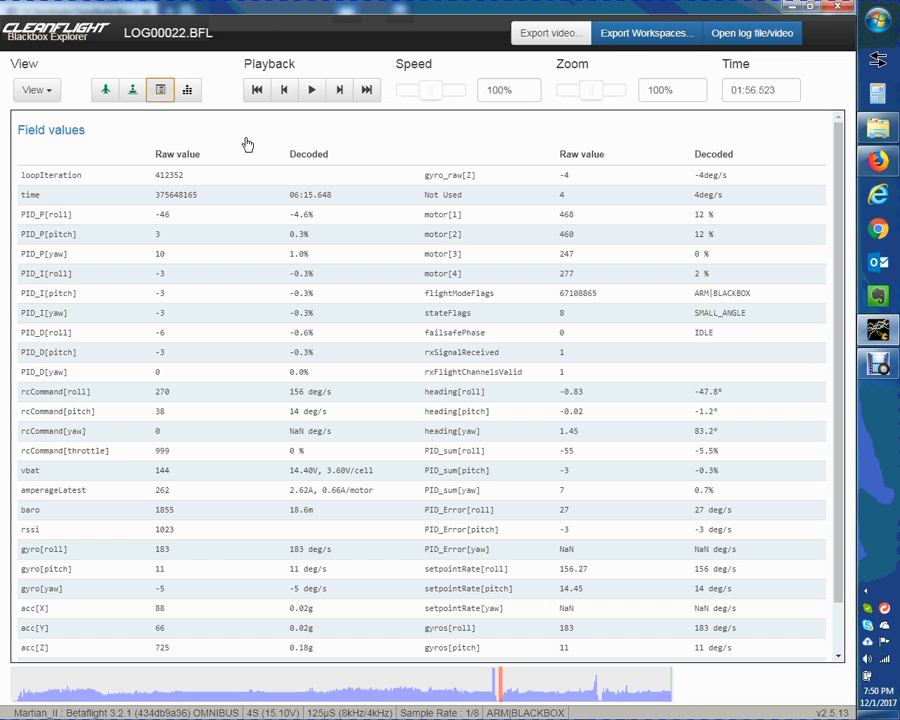 CLEANFLIGHT
Blackbox Explorer
LOG00022.BFL
Export video...
Export Workspaces...
Open log file/video
View
Playback
Speed
Zoom
Time
View
100%
100%
01:56.523
Field values
Raw value Decoded Raw value Decoded
loopIteration 412352 gyro_raw[Z] -4 -4deg/s
time 375648165 06:15.648 Not Used 4 4deg/s
PID_P[roll] -46 -4.6% motor[1] 468 12 %
PID_P[pitch] 3 0.3% motor[2] 460 12 %
PID_P[yaw] 10 1.0% motor[3] 247 0 %
PID_I[roll] -3 -0.3% motor[4] 277 2 %
PID_I[pitch] -3 -0.3% flightModeFlags 67108865 ARM|BLACKBOX
PID_I[yaw] -3 -0.3% stateFlags 8 SMALL_ANGLE
PID_D[roll] -6 -0.6% failsafePhase 0 IDLE
PID_D[pitch] -3 -0.3% rxSignalReceived 1
PID_D[yaw] 0 0.0% rxFlightChannelsValid 1
rcCommand[roll] 270 156 deg/s heading[roll] -0.83 -47.8°
rcCommand[pitch] 38 14 deg/s heading[pitch] -0.02 -1.2°
rcCommand[yaw] 0 NaN deg/s heading[yaw] 1.45 83.2°
rcCommand[throttle] 999 0 % PID_sum[roll] -55 -5.5%
vbat 144 14.40V, 3.60V/cell PID_sum[pitch] -3 -0.3%
amperageLatest 262 2.62A, 0.66A/motor PID_sum[yaw] 7 0.7%
baro 1855 18.6m PID_Error[roll] 27 27 deg/s
rssi 1023 PID_Error[pitch] -3 -3 deg/s
gyro[roll] 183 183 deg/s PID_Error[yaw] NaN NaN deg/s
gyro[pitch] 11 11 deg/s setpointRate[roll] 156.27 156 deg/s
gyro[yaw] -5 -5 deg/s setpointRate[pitch] 14.45 14 deg/s
acc[X] 88 0.02g setpointRate[yaw] NaN NaN deg/s
acc[Y] 66 0.02g gyros[roll] 183 183 deg/s
acc[Z] 725 0.18g gyros[pitch] 11 11 deg/s
Martian_II : Betaflight 3.2.1 (434db9a36) OMNIBUS 4S (15.10V) 125µS (8kHz/4kHz) Sample Rate : 1/8 ARM|BLACKBOX v2.5.13
7:50 PM
12/1/2017